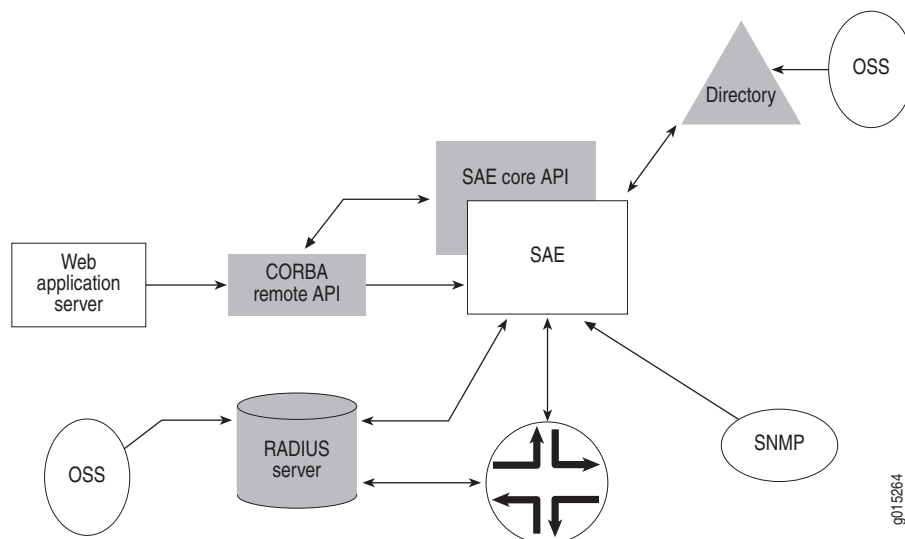 OSS
Directory
SAE core API
SAE
Web
application
server
CORBA
remote API
RADIUS
server
OSS
SNMP
g015264